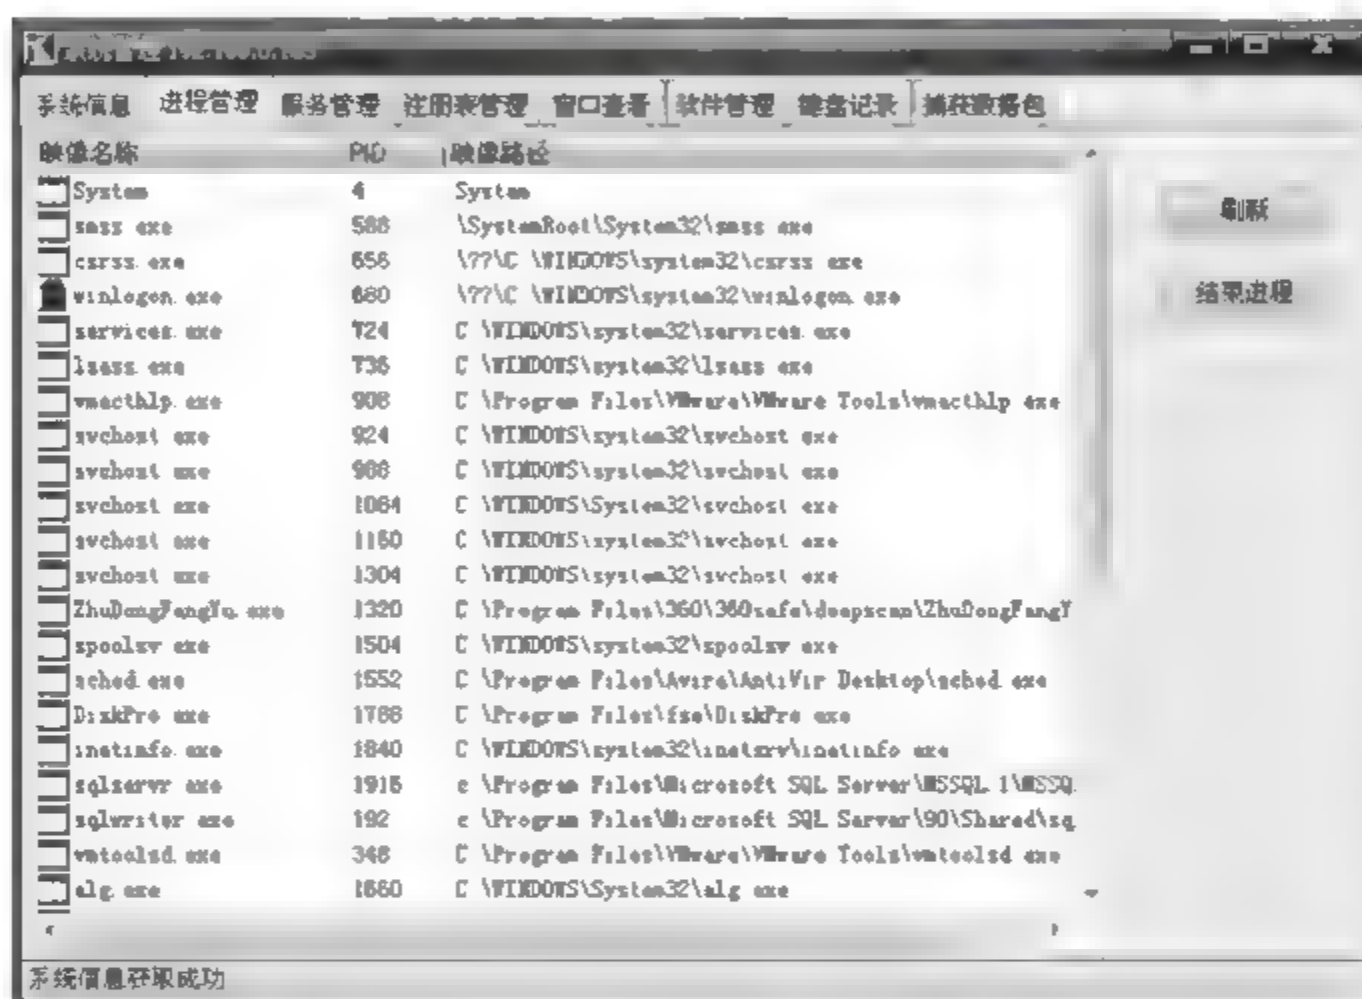 系统信息 进程管理 服务管理 注册表管理 窗口查看 软件管理 键盘记录 捕获数据包
映像名称 PID 映像路径
System 4 System
smss.exe 588 \SystemRoot\System32\smss.exe
csrss.exe 656 \??\C:\WINDOWS\system32\csrss.exe
winlogon.exe 680 \??\C:\WINDOWS\system32\winlogon.exe
services.exe 724 C:\WINDOWS\system32\services.exe
lsass.exe 736 C:\WINDOWS\system32\lsass.exe
vmacthlp.exe 908 C:\Program Files\VMware\VMware Tools\vmacthlp.exe
svchost.exe 924 C:\WINDOWS\system32\svchost.exe
svchost.exe 988 C:\WINDOWS\system32\svchost.exe
svchost.exe 1084 C:\WINDOWS\System32\svchost.exe
svchost.exe 1160 C:\WINDOWS\system32\svchost.exe
svchost.exe 1304 C:\WINDOWS\system32\svchost.exe
ZhuDongFangYu.exe 1320 C:\Program Files\360\360safe\deepscan\ZhuDongFangY
spoolsv.exe 1504 C:\WINDOWS\system32\spoolsv.exe
sched.exe 1552 C:\Program Files\Avira\AntiVir Desktop\sched.exe
DiskPro.exe 1788 C:\Program Files\fso\DiskPro.exe
inetinfo.exe 1840 C:\WINDOWS\system32\inetsrv\inetinfo.exe
sqlservr.exe 1916 c:\Program Files\Microsoft SQL Server\MSSQL.1\MSSQ
sqlwriter.exe 192 c:\Program Files\Microsoft SQL Server\90\Shared\sq
vmtoolsd.exe 348 C:\Program Files\VMware\VMware Tools\vmtoolsd.exe
alg.exe 1660 C:\WINDOWS\System32\alg.exe
刷新
结束进程
系统信息获取成功